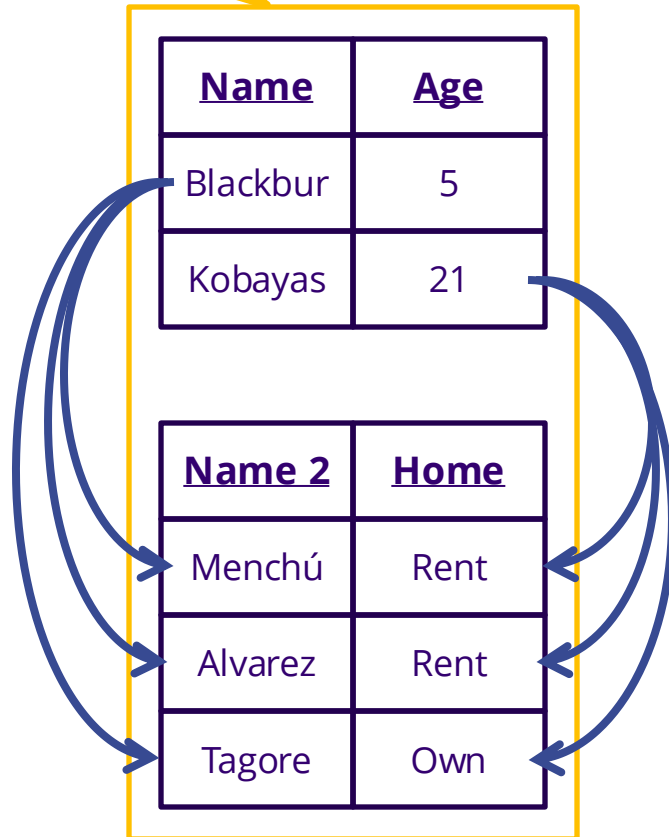 Name Age
Blackbur 5
Kobayas 21
Name 2 Home
Menchú Rent
Alvarez Rent
Tagore Own